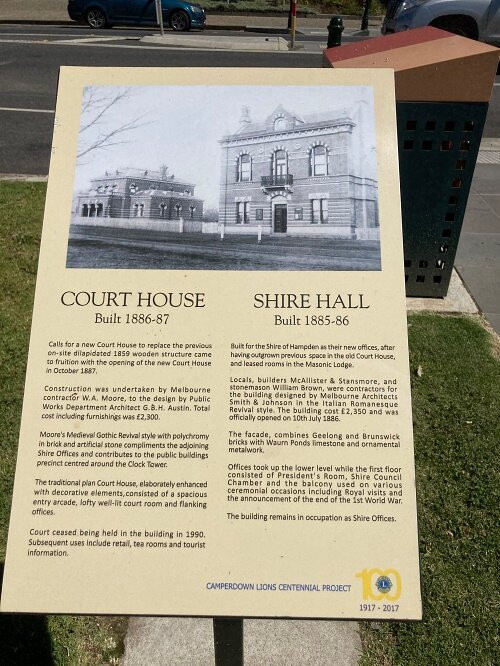 COURT HOUSE
Built 1886-87
Calls for a new Court House to replace the previous
on-site dilapidated 1859 wooden structure came
to fruition with the opening of the new Court House
in October 1887.
Construction was undertaken by Melbourne
contractor W.A. Moore, to the design by Public
Works Department Architect G.B.H. Austin. Total
cost including furnishings was £2,300.
Moore's Medieval Gothic Revival style with polychromy
in brick and artificial stone compliments the adjoining
Shire Offices and contributes to the public buildings
precinct centred around the Clock Tower.
The traditional plan Court House, elaborately enhanced
with decorative elements,consisted of a spacious
entry arcade, lofty well-lit court room and flanking
offices.
Court ceased being held in the building in 1990.
Subsequent uses include retail, tea rooms and tourist
information.
SHIRE HALL
Built 1885-86
Built for the Shire of Hampden as their new offices, after
having outgrown previous space in the old Court House,
and leased rooms in the Masonic Lodge.
Locals, builders McAllister & Stansmore, and
stonemason William Brown, were contractors for
the building designed by Melbourne Architects
Smith & Johnson in the Italian Romanesque
Revival style. The building cost £2,350 and was
officially opened on 10th July 1886.
The facade, combines Geelong and Brunswick
bricks with Waurn Ponds limestone and ornamental
metalwork.
Offices took up the lower level while the first floor
consisted of President's Room, Shire Council
Chamber and the balcony used on various
ceremonial occasions including Royal visits and
the announcement of the end of the 1st World War.
The building remains in occupation as Shire Offices.
CAMPERDOWN LIONS CENTENNIAL PROJECT
100
1917 - 2017